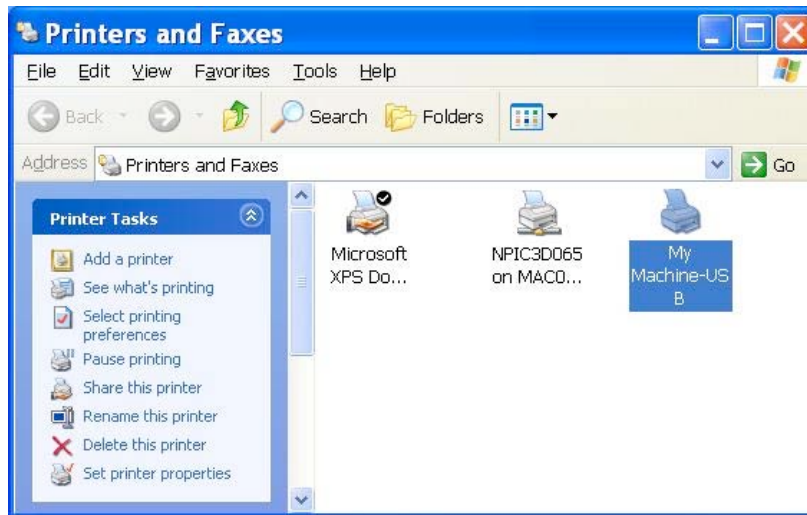 Printers and Faxes
File Edit View Favorites Tools Help
Back Search Folders
Address Printers and Faxes Go
Printer Tasks
Add a printer
See what's printing
Select printing
preferences
Pause printing
Share this printer
Rename this printer
Delete this printer
Set printer properties
Microsoft
XPS Do...
NPIC3D065
on MAC0...
My
Machine-US
B